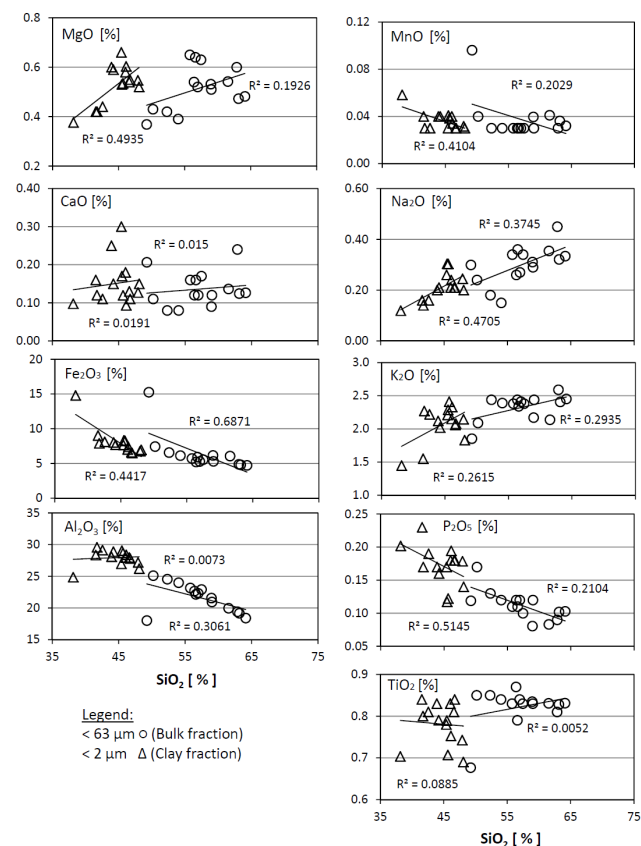 MgO [%]
0.8
0.6
0.4
0.2
R² = 0.1926
R² = 0.4935
CaO [%]
0.40
0.30
0.20
0.10
0.00
R² = 0.015
R² = 0.0191
Fe₂O₃ [%]
20
15
10
5
0
R² = 0.6871
R² = 0.4417
Al₂O₃ [%]
35
30
25
20
15
R² = 0.0073
R² = 0.3061
35 45 55 65 75
SiO₂ [ % ]
Legend:
< 63 µm ○ (Bulk fraction)
< 2 µm Δ (Clay fraction)
MnO [%]
0.12
0.08
0.04
0.00
R² = 0.2029
R² = 0.4104
Na₂O [%]
0.60
0.40
0.20
0.00
R² = 0.3745
R² = 0.4705
K₂O [%]
3.0
2.5
2.0
1.5
1.0
R² = 0.2935
R² = 0.2615
P₂O₅ [%]
0.25
0.20
0.15
0.10
0.05
R² = 0.2104
R² = 0.5145
TiO₂ [%]
0.9
0.8
0.7
0.6
R² = 0.0052
R² = 0.0885
35 45 55 65 75
SiO₂ [ % ]